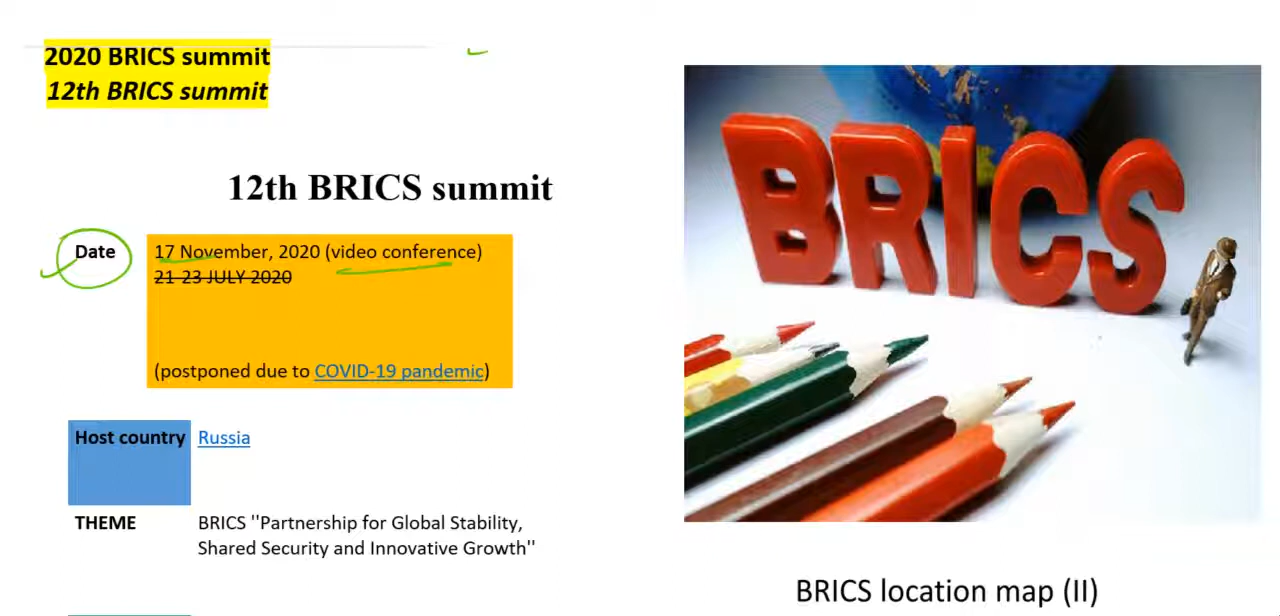 2020 BRICS summit
12th BRICS summit
12th BRICS summit
Date
17 November, 2020 (video conference)
21-23 JULY 2020
(postponed due to COVID-19 pandemic)
Host country Russia
THEME BRICS "Partnership for Global Stability,
Shared Security and Innovative Growth"
BRICS
BRICS location map (II)